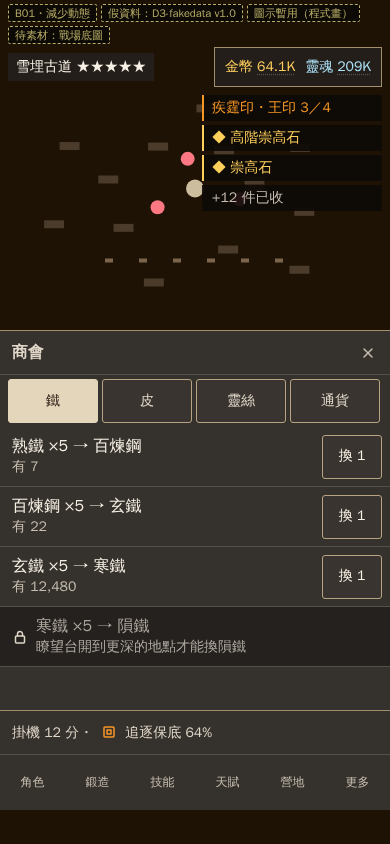 B01・減少動態 假資料：D3-fakedata v1.0 圖示暫用（程式畫）
待素材：戰場底圖
雪埋古道 ★★★★★
金幣 64.1K 靈魂 209K
疾霆印・王印 3／4
◆ 高階崇高石
◆ 崇高石
+12 件已收
商會 ×
鐵 皮 靈絲 通貨
熟鐵 ×5 → 百煉鋼
有 7
換 1
百煉鋼 ×5 → 玄鐵
有 22
換 1
玄鐵 ×5 → 寒鐵
有 12,480
換 1
寒鐵 ×5 → 隕鐵
瞭望台開到更深的地點才能換隕鐵
掛機 12 分・ 追逐保底 64%
角色 鍛造 技能 天賦 營地 更多